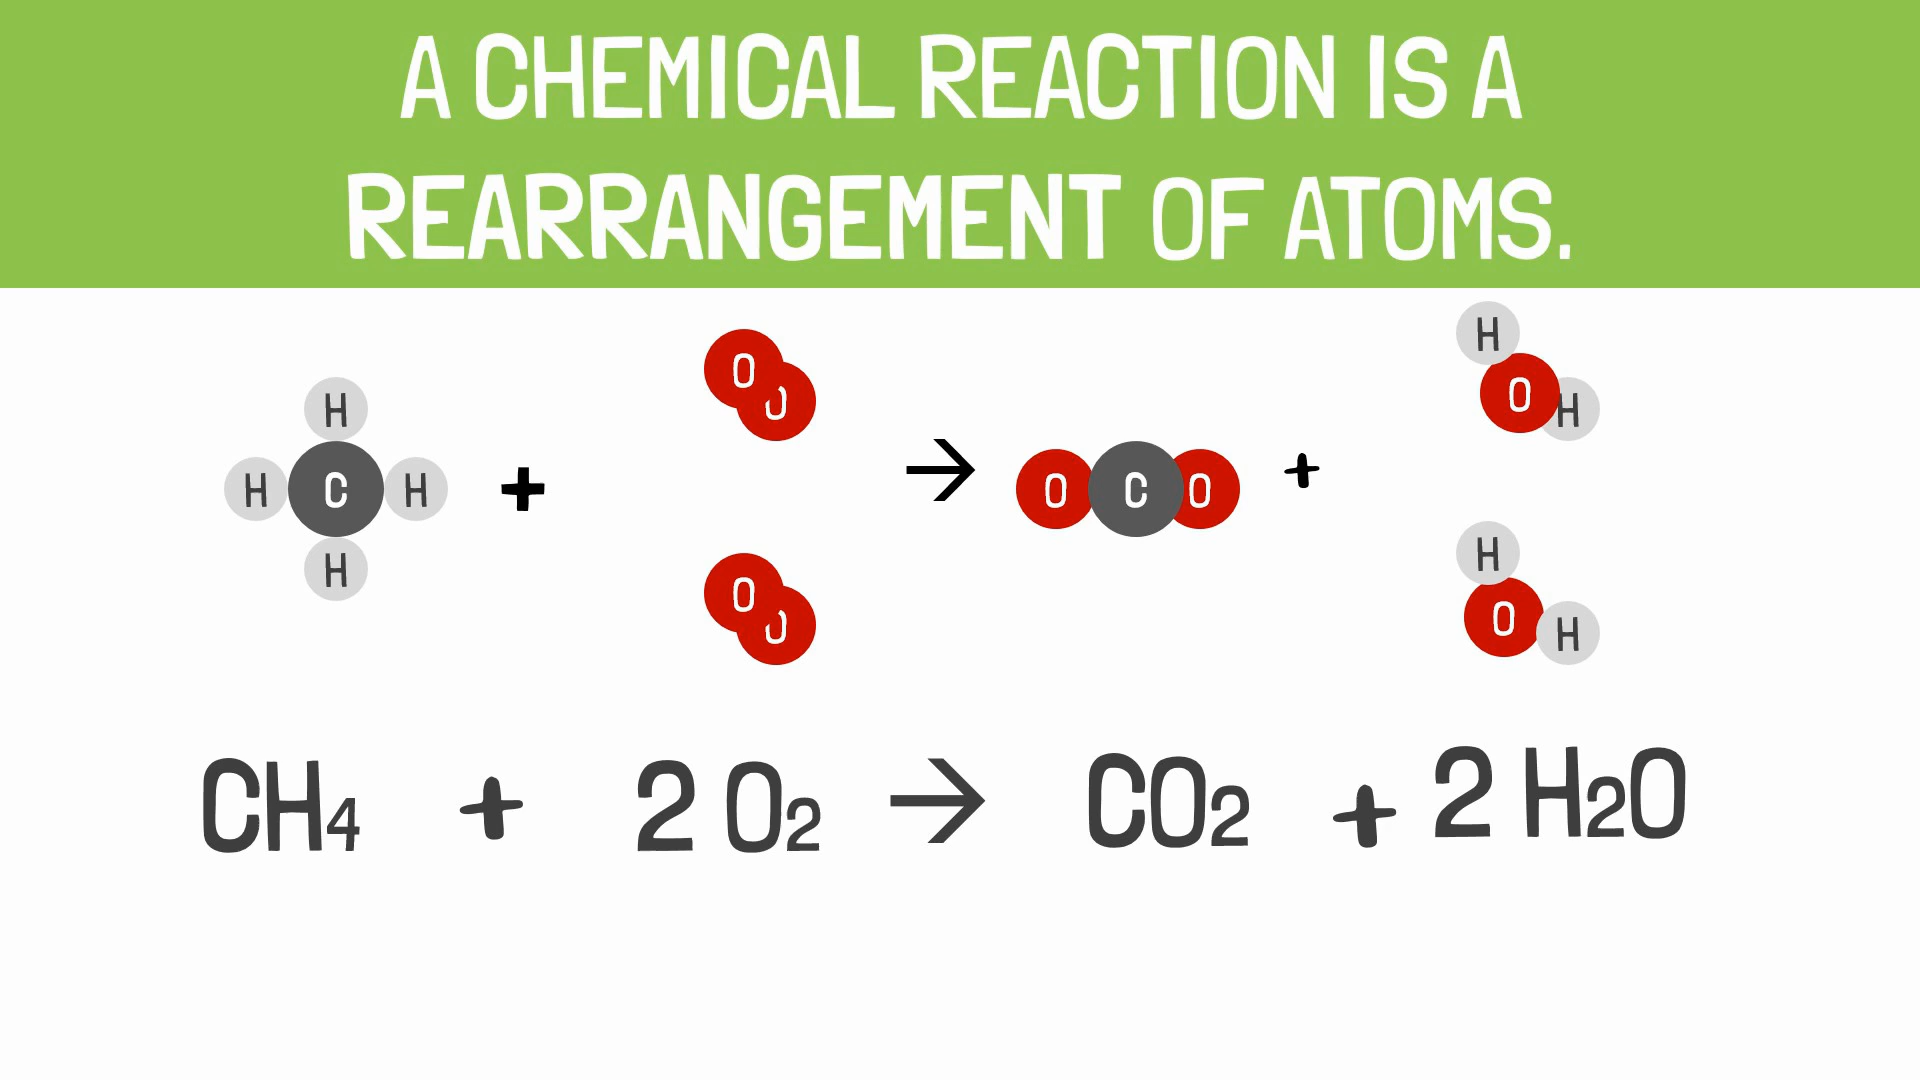 A CHEMICAL REACTION IS A
REARRANGEMENT OF ATOMS.
H
H C H
H
+
O O
O O
→
O C O
+
H
O H
H
O H
CH4 + 2 O2 → CO2 + 2 H2O